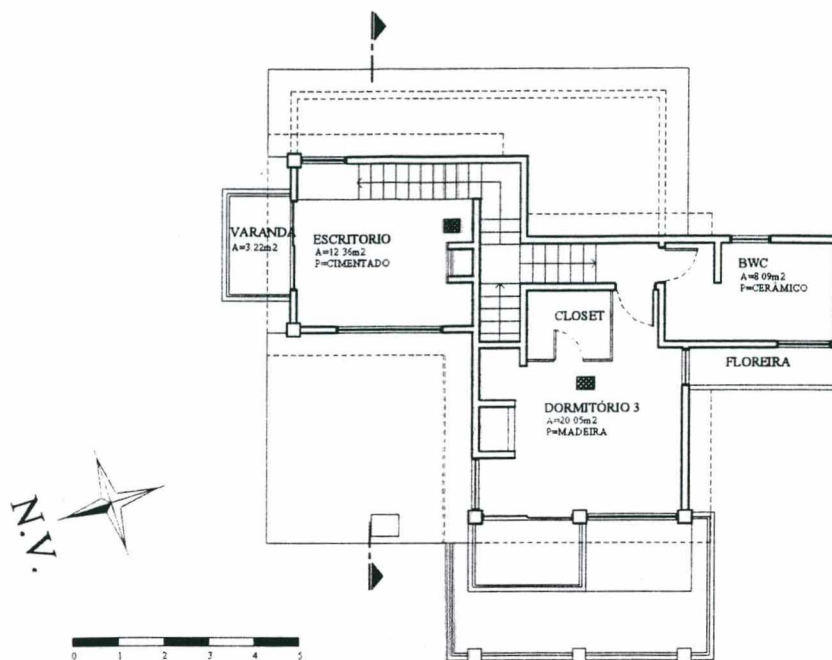 VARANDA
A=3 22m2
ESCRITORIO
A=12 36m2
P=CIMENTADO
BWC
A=8 09m2
P=CERÁMICO
CLOSET
FLOREIRA
DORMITÓRIO 3
A=20 05m2
P=MADEIRA
N.V.
0 1 2 3 4 5